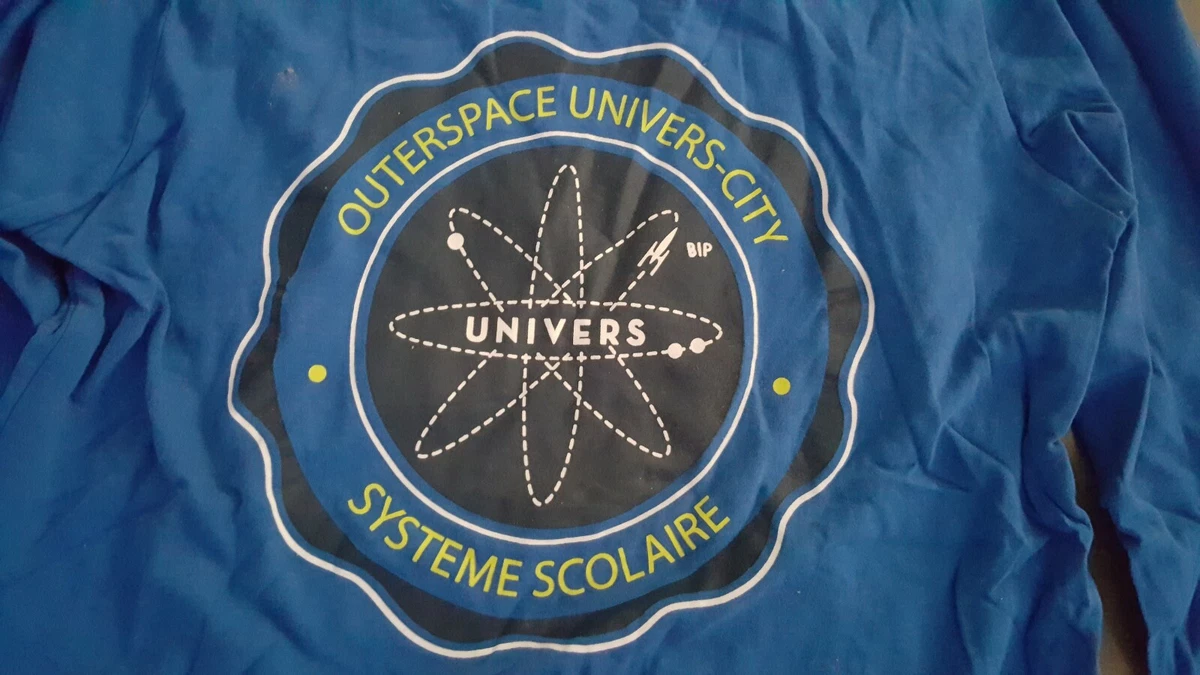 OUTERSPACE UNIVERS-CITY
BIP
UNIVERS
SYSTEME SCOLAIRE